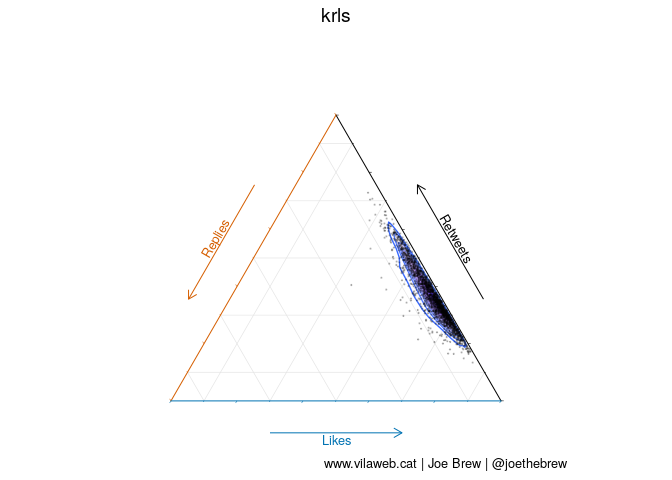 krls
Replies
Retweets
Likes
www.vilaweb.cat | Joe Brew | @joethebrew